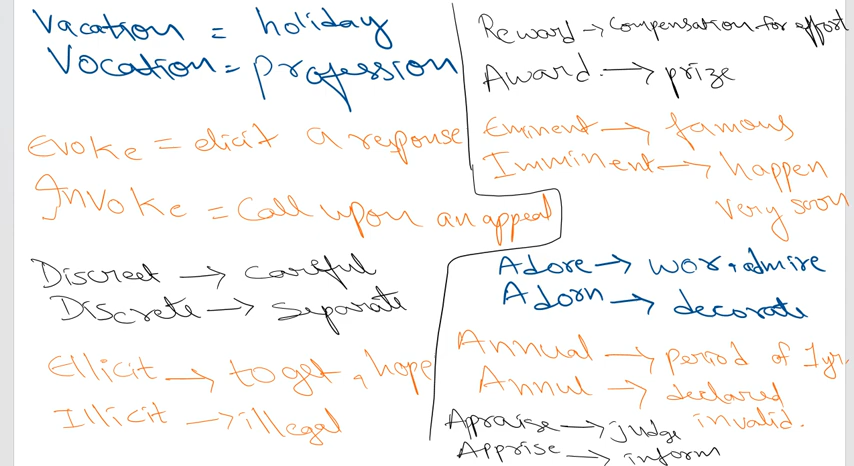 Vacation = holiday
Vocation = profession
Evoke = elicit a response
Invoke = Call upon an appeal
Discreet → Careful
Discrete → Separate
Ellicit → to get, hope
Illicit → illegal
Reward → Compensation for effort
Award. → prize
Eminent → famous
Imminent → happen
very soon
Adore → wor, admire
Adorn → decorate
Annual → period of 1yr.
Annul → declared
invalid.
Apraise → judge
Apprise → inform